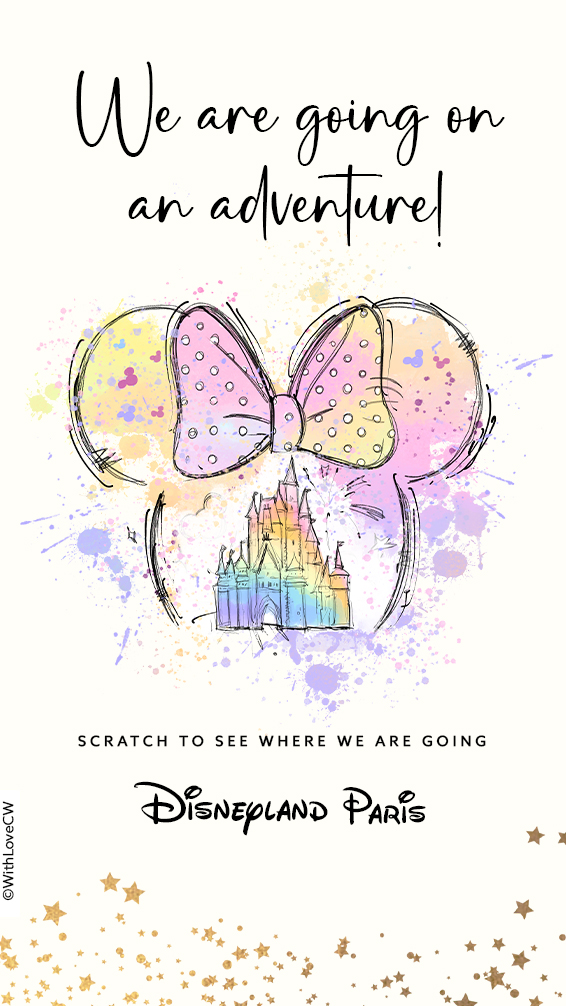 We are going on
an adventure!
SCRATCH TO SEE WHERE WE ARE GOING
Disneyland Paris
©WithLoveCW